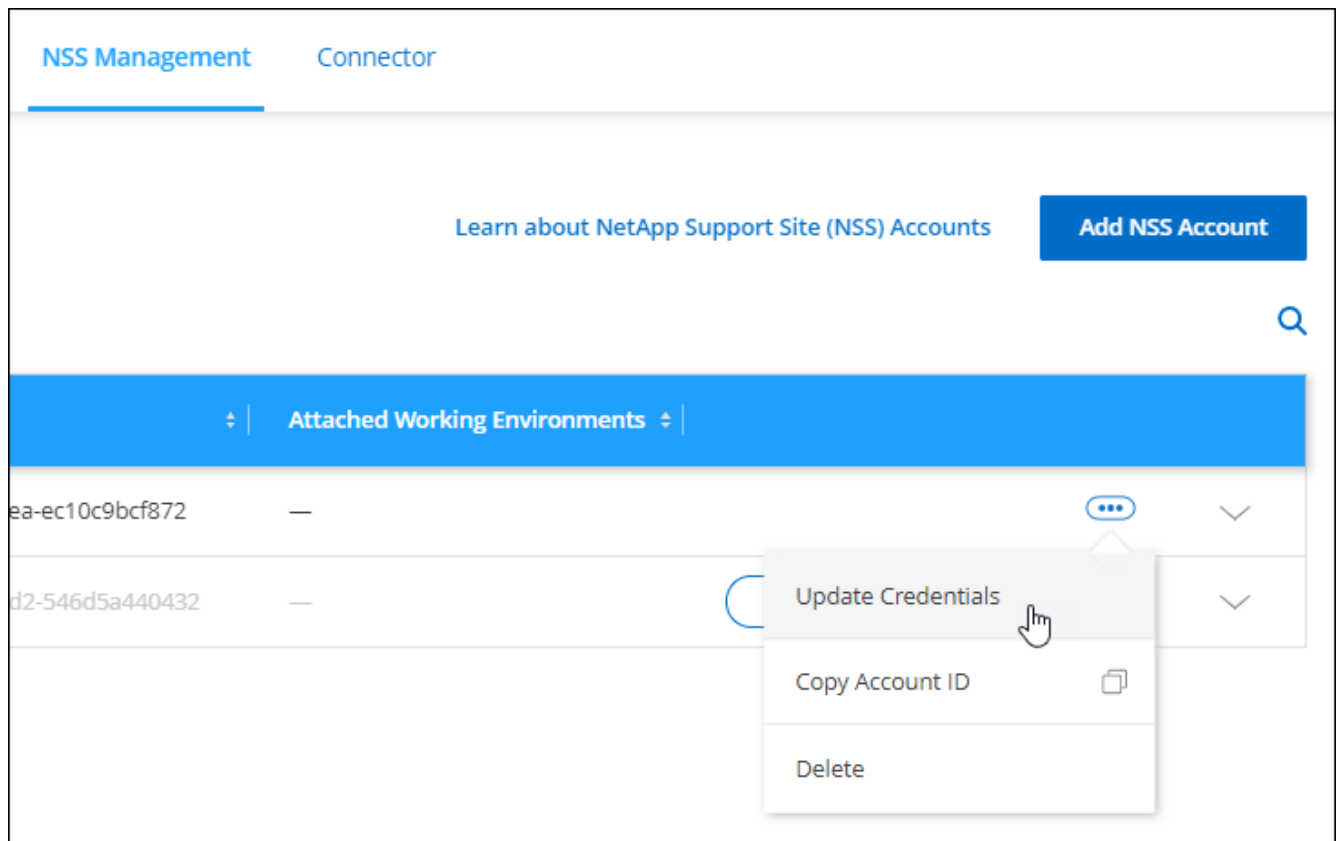 NSS Management Connector
Learn about NetApp Support Site (NSS) Accounts Add NSS Account
Attached Working Environments
ea-ec10c9bcf872 —
d2-546d5a440432 —
Update Credentials
Copy Account ID
Delete